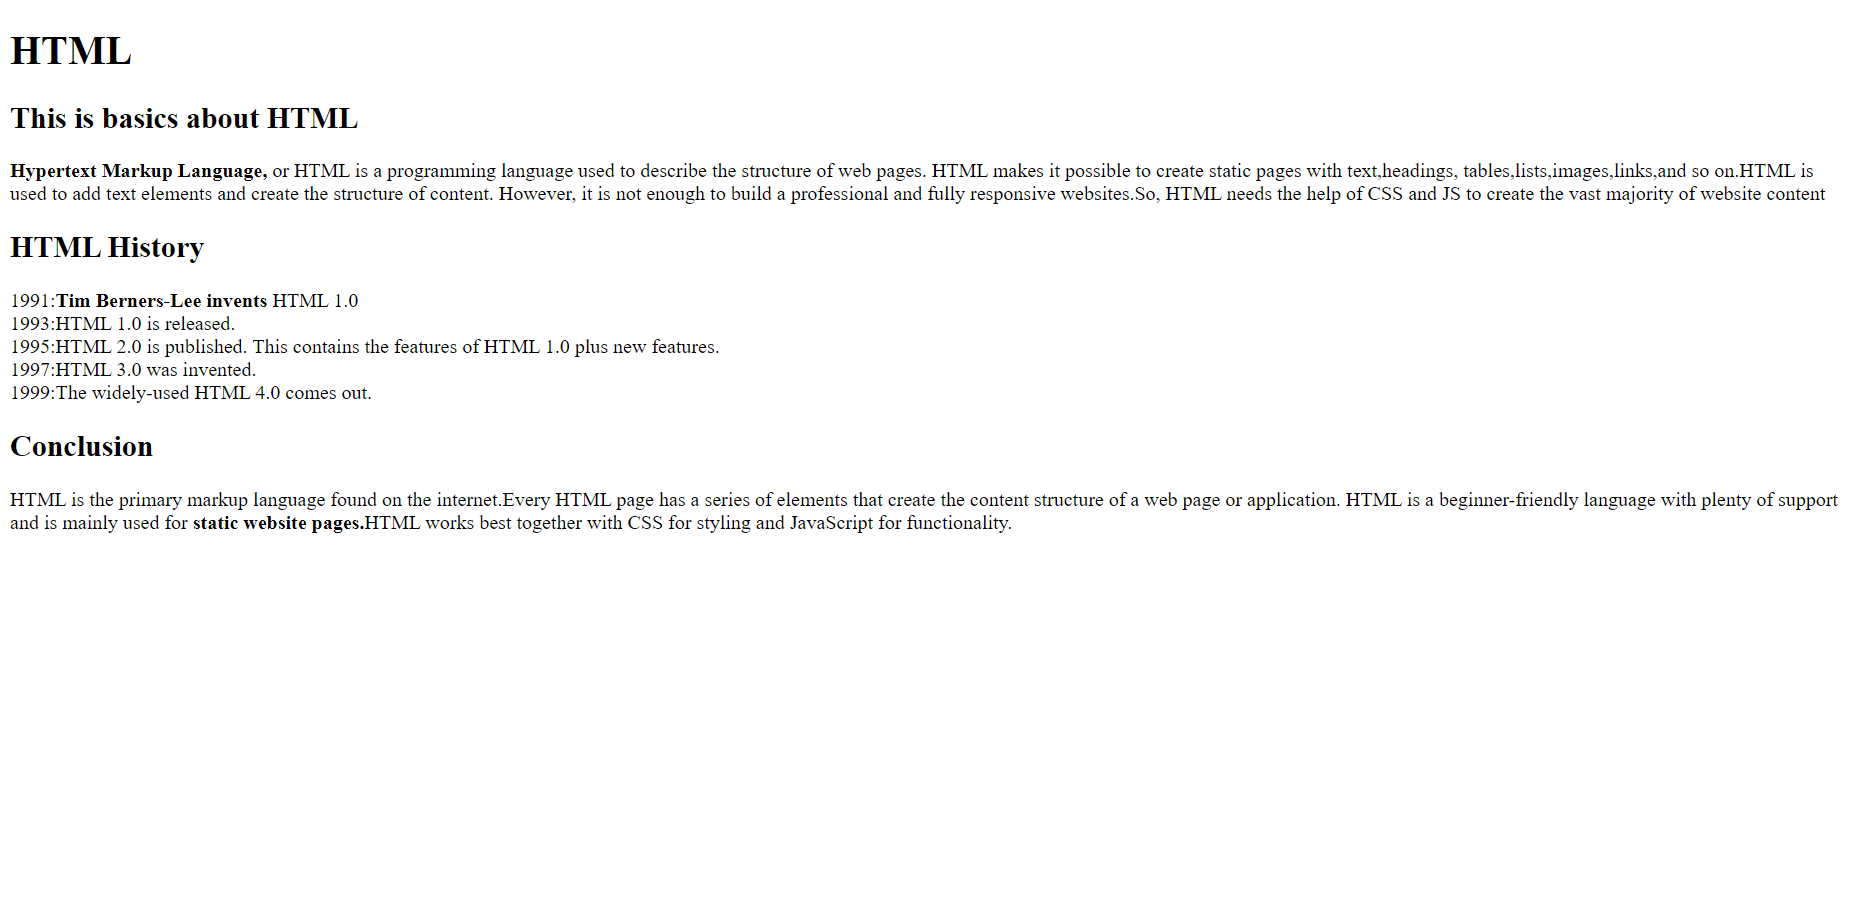 HTML
This is basics about HTML
Hypertext Markup Language, or HTML is a programming language used to describe the structure of web pages. HTML makes it possible to create static pages with text,headings, tables,lists,images,links,and so on.HTML is
used to add text elements and create the structure of content. However, it is not enough to build a professional and fully responsive websites.So, HTML needs the help of CSS and JS to create the vast majority of website content
HTML History
1991:Tim Berners-Lee invents HTML 1.0
1993:HTML 1.0 is released.
1995:HTML 2.0 is published. This contains the features of HTML 1.0 plus new features.
1997:HTML 3.0 was invented.
1999:The widely-used HTML 4.0 comes out.
Conclusion
HTML is the primary markup language found on the internet.Every HTML page has a series of elements that create the content structure of a web page or application. HTML is a beginner-friendly language with plenty of support
and is mainly used for static website pages.HTML works best together with CSS for styling and JavaScript for functionality.